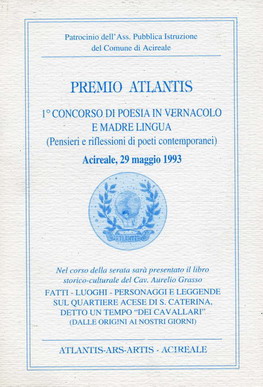 Patrocinio dell'Ass. Pubblica Istruzione
del Comune di Acireale
PREMIO ATLANTIS
1° CONCORSO DI POESIA IN VERNACOLO
E MADRE LINGUA
(Pensieri e riflessioni di poeti contemporanei)
Acireale, 29 maggio 1993
Nel corso della serata sarà presentato il libro
storico-culturale del Cav. Aurelio Grasso
FATTI - LUOGHI - PERSONAGGI E LEGGENDE
SUL QUARTIERE ACESE DI S. CATERINA,
DETTO UN TEMPO "DEI CAVALLARI"
(DALLE ORIGINI AI NOSTRI GIORNI)
ATLANTIS-ARS-ARTIS - ACIREALE